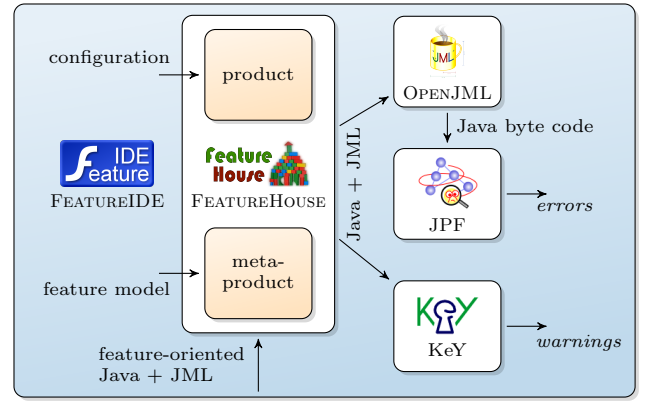 configuration
product
IDE
Feature
FEATUREIDE
Feature
House
FEATUREHOUSE
feature model
meta-
product
feature-oriented
Java + JML
Java + JML
JML
OPENJML
Java byte code
JPF
errors
KEY
KeY
warnings